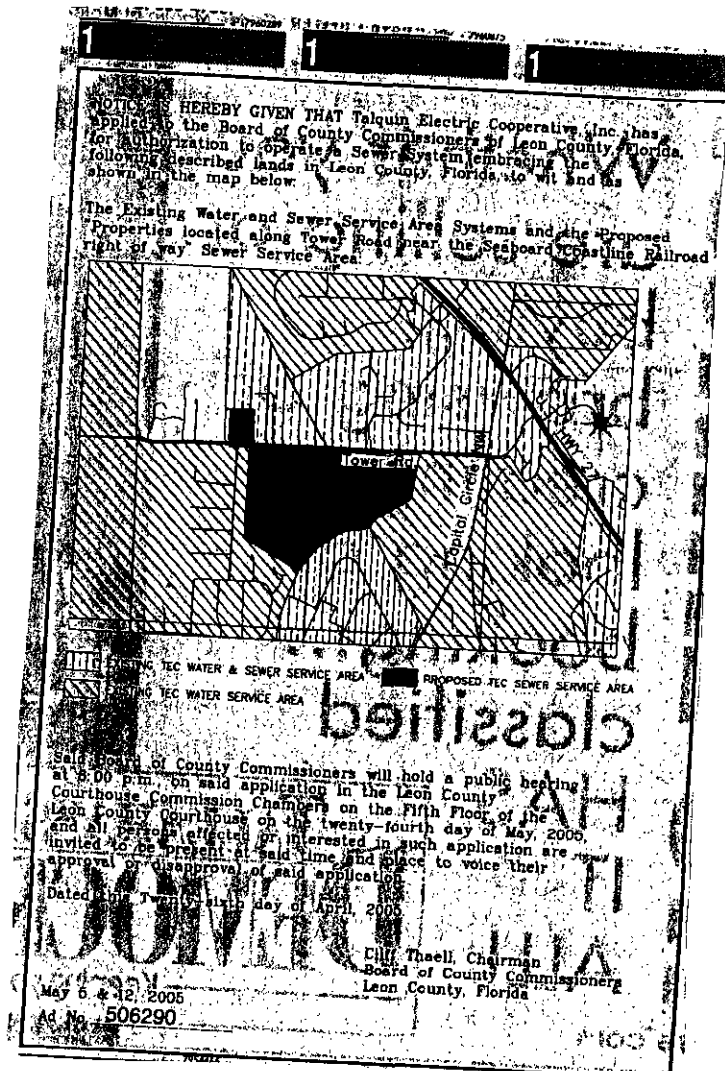 1 1 1
NOTICE IS HEREBY GIVEN THAT Talquin Electric Cooperative, Inc. has
applied to the Board of County Commissioners of Leon County, Florida,
for authorization to operate a Sewer System embracing the
following described lands in Leon County, Florida, to wit and as
shown in the map below:
The Existing Water and Sewer Service Area Systems and the Proposed
"Properties located along Tower Road near the Seaboard coastline Railroad
right of way" Sewer Service Area
Tower Rd.
Capitol Circle NW
HWY 27
EXISTING TEC WATER & SEWER SERVICE AREA
PROPOSED TEC SEWER SERVICE AREA
EXISTING TEC WATER SERVICE AREA
classified
Said Board of County Commissioners will hold a public hearing
at 6:00 p.m. on said application in the Leon County
Courthouse Commission Chambers on the Fifth Floor of the
Leon County Courthouse on the twenty-fourth day of May, 2005,
and all persons affected or interested in such application are
invited to be present at said time and place to voice their
approval or disapproval of said application.
Dated this Twenty-sixth day of April, 2005
Cliff Thaell, Chairman
Board of County Commissioners
Leon County, Florida
May 6 & 12, 2005
Ad No. 506290